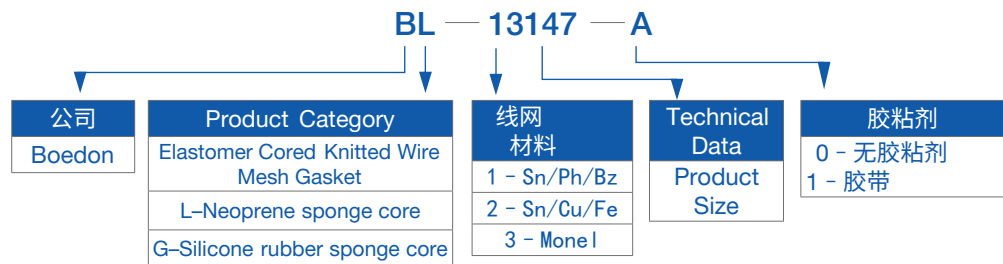 BL — 13147 — A
公司
Boedon
Product Category
Elastomer Cored Knitted Wire
Mesh Gasket
L–Neoprene sponge core
G–Silicone rubber sponge core
线网
材料
1 – Sn/Ph/Bz
2 – Sn/Cu/Fe
3 – Monel
Technical
Data
Product
Size
胶粘剂
0 – 无胶粘剂
1 – 胶带